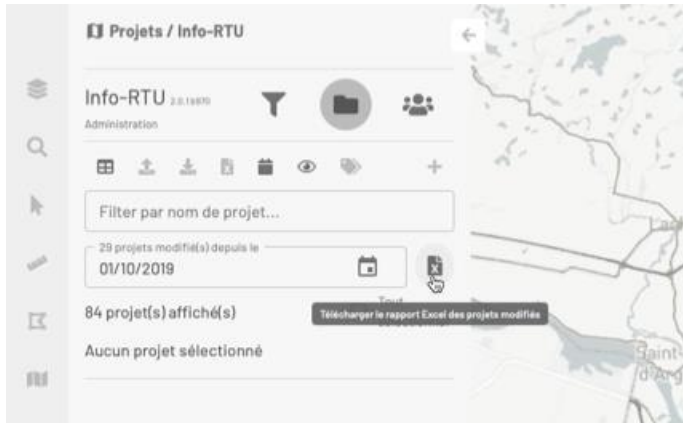 Projets / Info-RTU
Info-RTU
Administration
Filter par nom de projet...
29 projets modifié(s) depuis le
01/10/2019
84 projet(s) affiché(s)
Tout
Télécharger le rapport Excel des projets modifiés
Aucun projet sélectionné
Saint-
d'Arg